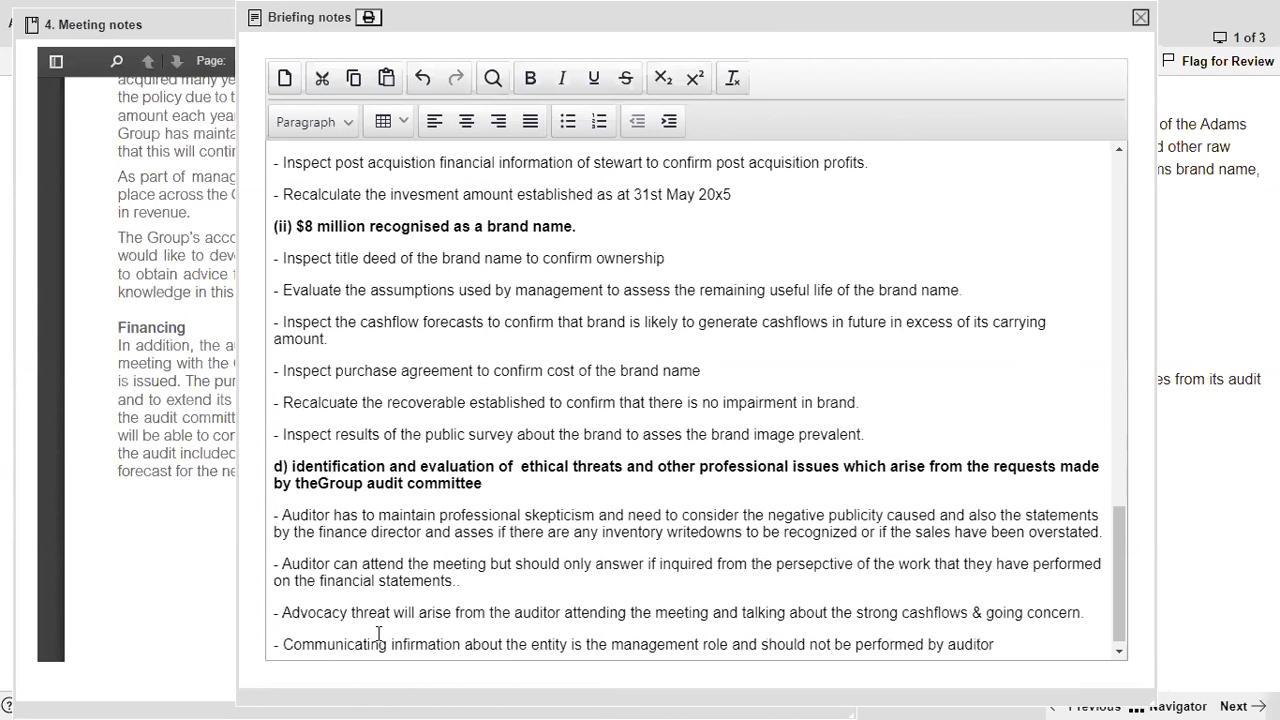 4. Meeting notes
Page:
acquired many ye
the policy due to t
amount each year
Group has maint
that this will conti
As part of manag
place across the G
in revenue.
The Group's acco
would like to deve
to obtain advice f
knowledge in this
Financing
In addition, the a
meeting with the G
is issued. The pur
and to extend its
the audit committ
will be able to con
the audit included
forecast for the ne
Briefing notes
Paragraph
- Inspect post acquistion financial information of stewart to confirm post acquisition profits.
- Recalculate the invesment amount established as at 31st May 20x5
(ii) $8 million recognised as a brand name.
- Inspect title deed of the brand name to confirm ownership
- Evaluate the assumptions used by management to assess the remaining useful life of the brand name.
- Inspect the cashflow forecasts to confirm that brand is likely to generate cashflows in future in excess of its carrying
amount.
- Inspect purchase agreement to confirm cost of the brand name
- Recalcuate the recoverable established to confirm that there is no impairment in brand.
- Inspect results of the public survey about the brand to asses the brand image prevalent.
d) identification and evaluation of ethical threats and other professional issues which arise from the requests made
by theGroup audit committee
- Auditor has to maintain professional skepticism and need to consider the negative publicity caused and also the statements
by the finance director and asses if there are any inventory writedowns to be recognized or if the sales have been overstated.
- Auditor can attend the meeting but should only answer if inquired from the persepctive of the work that they have performed
on the financial statements..
- Advocacy threat will arise from the auditor attending the meeting and talking about the strong cashflows & going concern.
- Communicating infirmation about the entity is the management role and should not be performed by auditor
1 of 3
Flag for Review
of the Adams
d other raw
ms brand name,
es from its audit
Previous
Navigator
Next